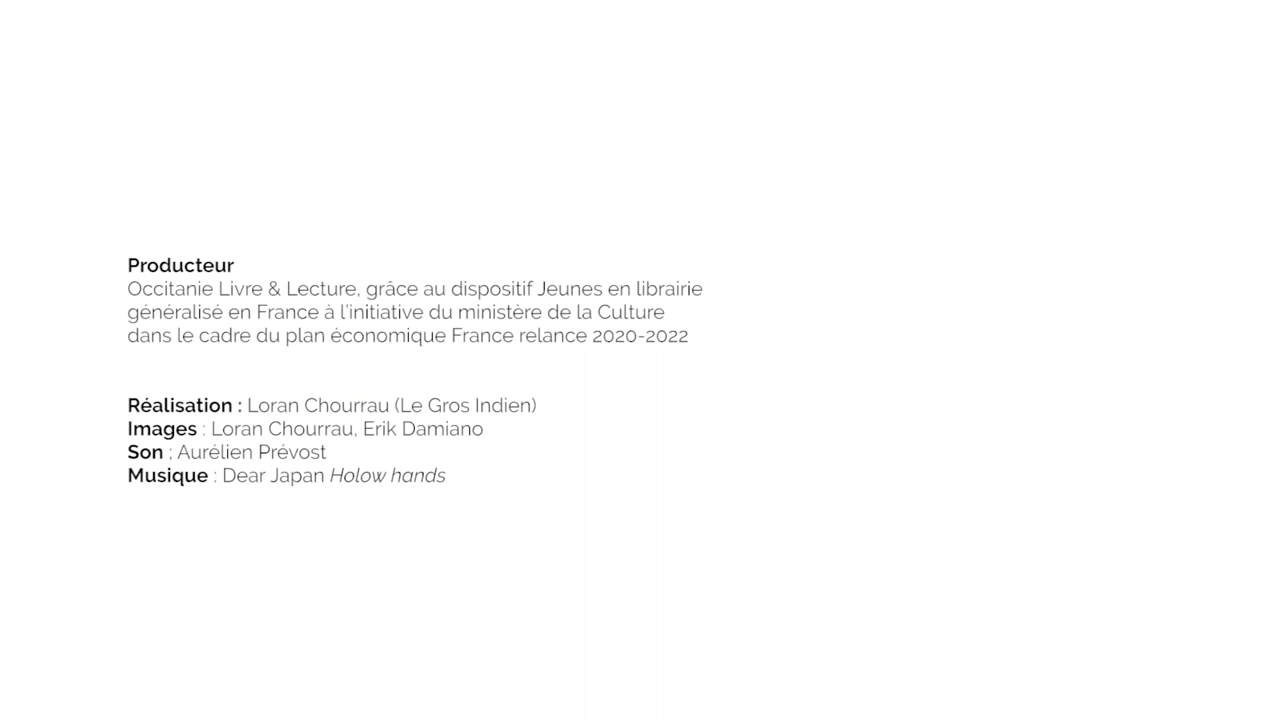 Producteur
Occitanie Livre & Lecture, grâce au dispositif Jeunes en librairie
généralisé en France à l'initiative du ministère de la Culture
dans le cadre du plan économique France relance 2020-2022
Réalisation : Loran Chourrau (Le Gros Indien)
Images : Loran Chourrau, Erik Damiano
Son ; Aurélien Prévost
Musique : Dear Japan Holow hands